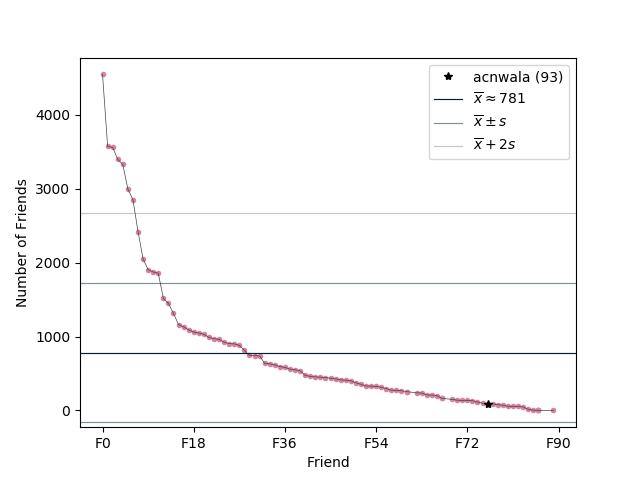 acnwala (93)
x̄ ≈ 781
x̄ ± s
x̄ + 2s
Number of Friends
4000
3000
2000
1000
0
F0 F18 F36 F54 F72 F90
Friend